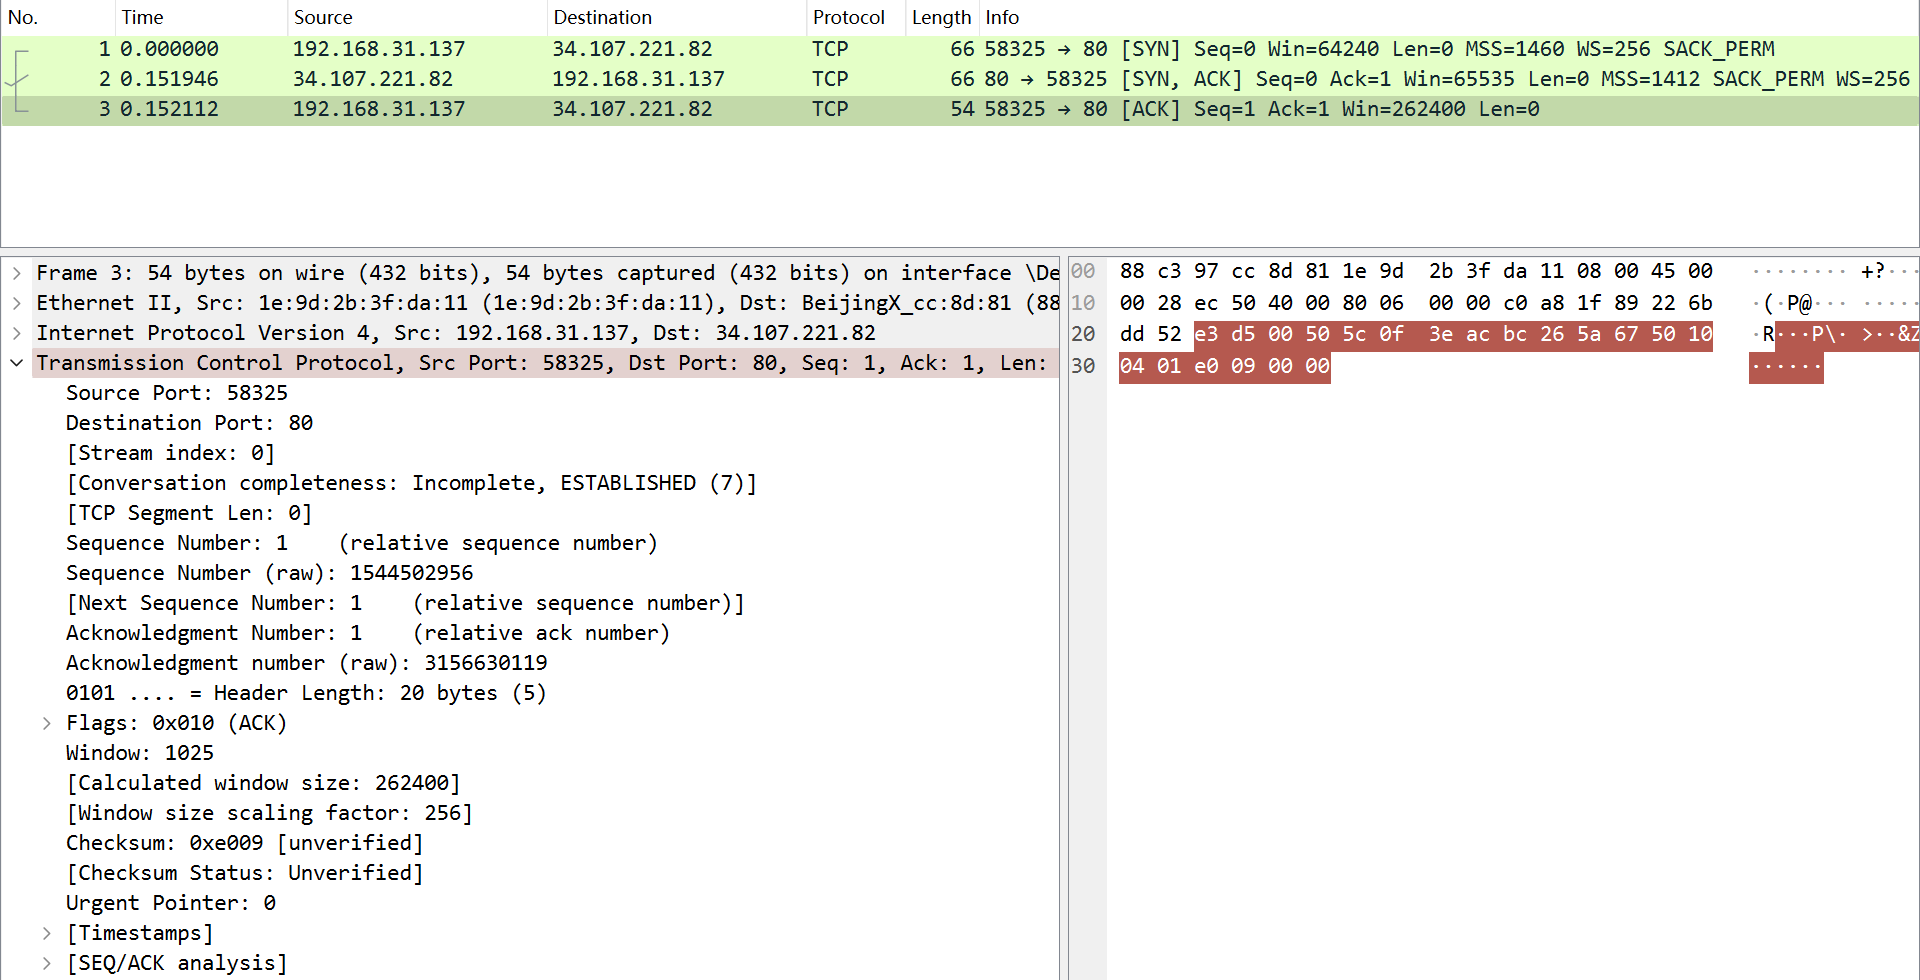 No. Time Source Destination Protocol Length Info
1 0.000000 192.168.31.137 34.107.221.82 TCP 66 58325 → 80 [SYN] Seq=0 Win=64240 Len=0 MSS=1460 WS=256 SACK_PERM
2 0.151946 34.107.221.82 192.168.31.137 TCP 66 80 → 58325 [SYN, ACK] Seq=0 Ack=1 Win=65535 Len=0 MSS=1412 SACK_PERM WS=256
3 0.152112 192.168.31.137 34.107.221.82 TCP 54 58325 → 80 [ACK] Seq=1 Ack=1 Win=262400 Len=0
Frame 3: 54 bytes on wire (432 bits), 54 bytes captured (432 bits) on interface \De
Ethernet II, Src: 1e:9d:2b:3f:da:11 (1e:9d:2b:3f:da:11), Dst: BeijingX_cc:8d:81 (88
Internet Protocol Version 4, Src: 192.168.31.137, Dst: 34.107.221.82
Transmission Control Protocol, Src Port: 58325, Dst Port: 80, Seq: 1, Ack: 1, Len:
Source Port: 58325
Destination Port: 80
[Stream index: 0]
[Conversation completeness: Incomplete, ESTABLISHED (7)]
[TCP Segment Len: 0]
Sequence Number: 1    (relative sequence number)
Sequence Number (raw): 1544502956
[Next Sequence Number: 1    (relative sequence number)]
Acknowledgment Number: 1    (relative ack number)
Acknowledgment number (raw): 3156630119
0101 .... = Header Length: 20 bytes (5)
Flags: 0x010 (ACK)
Window: 1025
[Calculated window size: 262400]
[Window size scaling factor: 256]
Checksum: 0xe009 [unverified]
[Checksum Status: Unverified]
Urgent Pointer: 0
[Timestamps]
[SEQ/ACK analysis]
00 88 c3 97 cc 8d 81 1e 9d 2b 3f da 11 08 00 45 00 ········ +?···
10 00 28 ec 50 40 00 80 06 00 00 c0 a8 1f 89 22 6b ·(·P@··· ·····
20 dd 52 e3 d5 00 50 5c 0f 3e ac bc 26 5a 67 50 10 ·R···P\· >··&Z
30 04 01 e0 09 00 00 ······